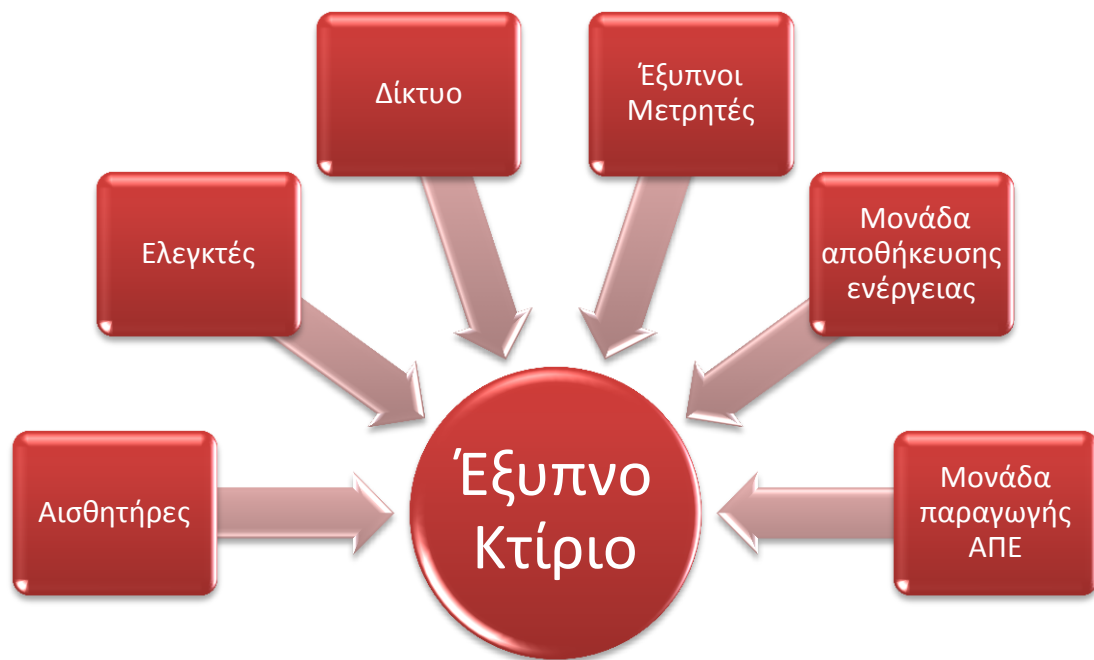 Δίκτυο
Έξυπνοι
Μετρητές
Ελεγκτές
Μονάδα
αποθήκευσης
ενέργειας
Αισθητήρες
Έξυπνο
Κτίριο
Μονάδα
παραγωγής
ΑΠΕ